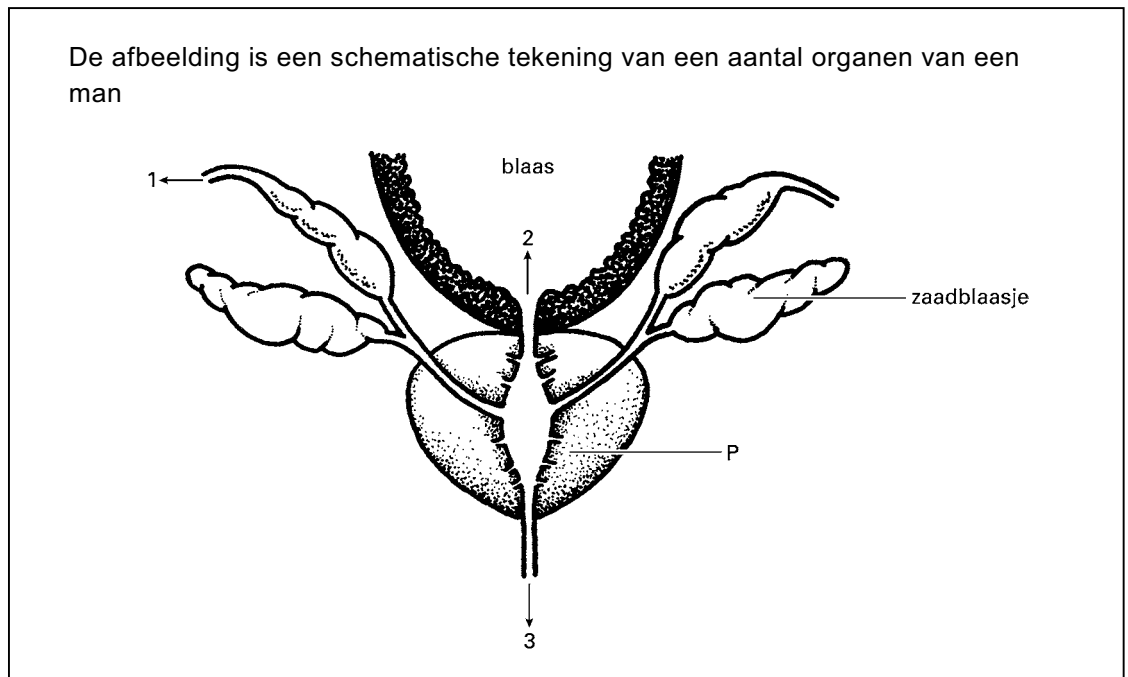 De afbeelding is een schematische tekening van een aantal organen van een
man
blaas
1
2
zaadblaasje
P
3